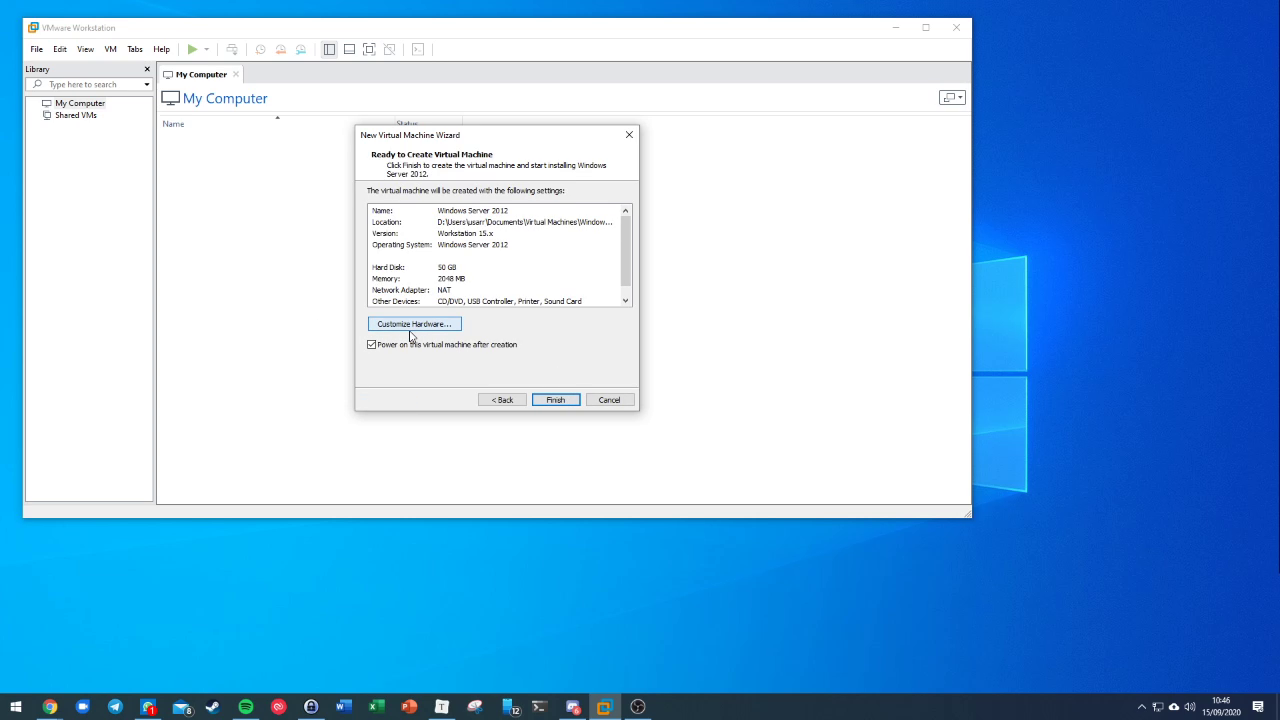 VMware Workstation
File Edit View VM Tabs Help
Library
My Computer
Type here to search
My Computer
My Computer
Shared VMs
Name Status
New Virtual Machine Wizard
Ready to Create Virtual Machine
Click Finish to create the virtual machine and start installing Windows
Server 2012.
The virtual machine will be created with the following settings:
Name: Windows Server 2012
Location: D:\Users\usarr\Documents\Virtual Machines\Window...
Version: Workstation 15.x
Operating System: Windows Server 2012
Hard Disk: 50 GB
Memory: 2048 MB
Network Adapter: NAT
Other Devices: CD/DVD, USB Controller, Printer, Sound Card
Customize Hardware...
Power on this virtual machine after creation
< Back Finish Cancel
1 8 12
10:46
15/09/2020